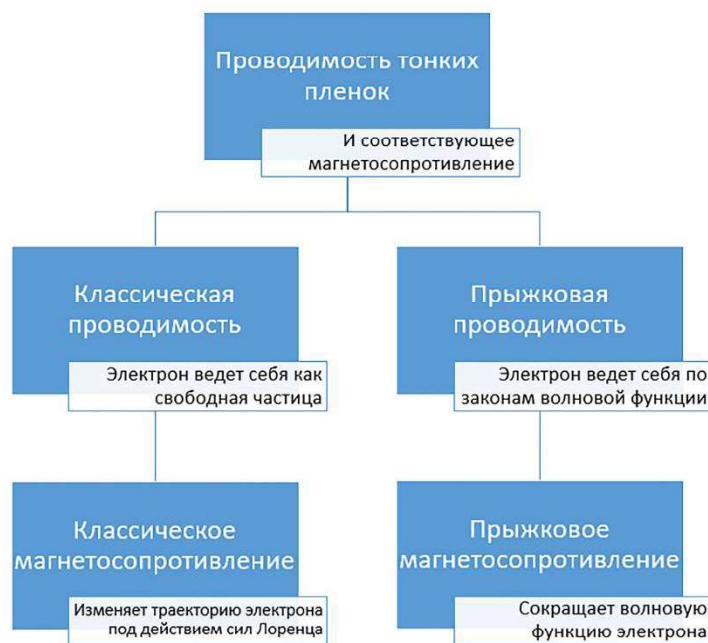 Проводимость тонких
пленок
И соответствующее
магнетосопротивление
Классическая
проводимость
Электрон ведет себя как
свободная частица
Прыжковая
проводимость
Электрон ведет себя по
законам волновой функции
Классическое
магнетосопротивление
Изменяет траекторию электрона
под действием сил Лоренца
Прыжковое
магнетосопротивление
Сокращает волновую
функцию электрона